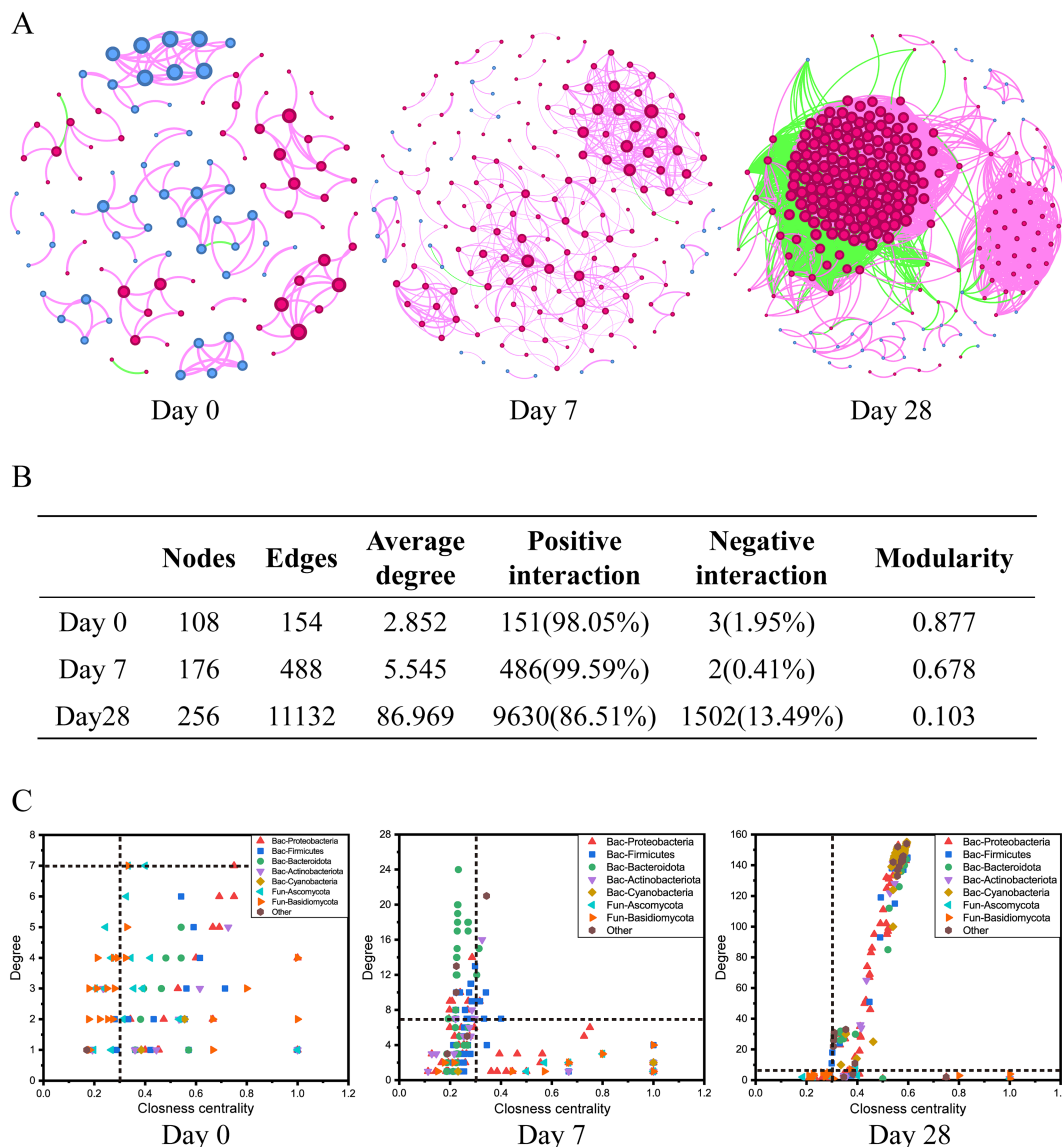 A
Day 0
Day 7
Day 28
B
Nodes Edges Average degree Positive interaction Negative interaction Modularity
Day 0 108 154 2.852 151(98.05%) 3(1.95%) 0.877
Day 7 176 488 5.545 486(99.59%) 2(0.41%) 0.678
Day28 256 11132 86.969 9630(86.51%) 1502(13.49%) 0.103
C
8
7
6
5
4
3
2
1
0
Degree
0.0 0.2 0.4 0.6 0.8 1.0 1.2
Closness centrality
Bac-Proteobacteria
Bac-Firmicutes
Bac-Bacteroidota
Bac-Actinobacteriota
Bac-Cyanobacteria
Fun-Ascomycota
Fun-Basidiomycota
Other
Day 0
28
24
20
16
12
8
4
0
Degree
0.0 0.2 0.4 0.6 0.8 1.0 1.2
Closness centrality
Bac-Proteobacteria
Bac-Firmicutes
Bac-Bacteroidota
Bac-Actinobacteriota
Bac-Cyanobacteria
Fun-Ascomycota
Fun-Basidiomycota
Other
Day 7
160
140
120
100
80
60
40
20
0
Degree
0.0 0.2 0.4 0.6 0.8 1.0 1.
Closness centrality
Bac-Proteobacteria
Bac-Firmicutes
Bac-Bacteroidota
Bac-Actinobacteriota
Bac-Cyanobacteria
Fun-Ascomycota
Fun-Basidiomycota
Other
Day 28